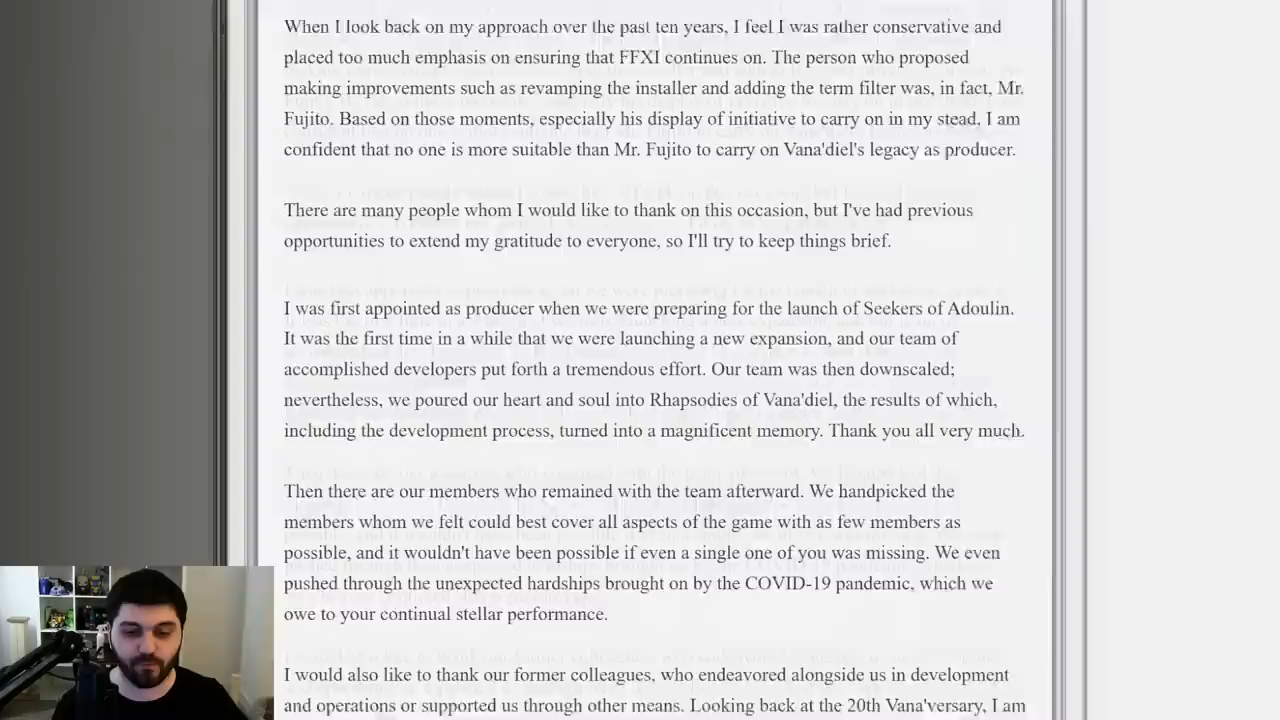 When I look back on my approach over the past ten years, I feel I was rather conservative and
placed too much emphasis on ensuring that FFXI continues on. The person who proposed
making improvements such as revamping the installer and adding the term filter was, in fact, Mr.
Fujito. Based on those moments, especially his display of initiative to carry on in my stead, I am
confident that no one is more suitable than Mr. Fujito to carry on Vana'diel's legacy as producer.
There are many people whom I would like to thank on this occasion, but I've had previous
opportunities to extend my gratitude to everyone, so I'll try to keep things brief.
I was first appointed as producer when we were preparing for the launch of Seekers of Adoulin.
It was the first time in a while that we were launching a new expansion, and our team of
accomplished developers put forth a tremendous effort. Our team was then downscaled;
nevertheless, we poured our heart and soul into Rhapsodies of Vana'diel, the results of which,
including the development process, turned into a magnificent memory. Thank you all very much.
Then there are our members who remained with the team afterward. We handpicked the
members whom we felt could best cover all aspects of the game with as few members as
possible, and it wouldn't have been possible if even a single one of you was missing. We even
pushed through the unexpected hardships brought on by the COVID-19 pandemic, which we
owe to your continual stellar performance.
I would also like to thank our former colleagues, who endeavored alongside us in development
and operations or supported us through other means. Looking back at the 20th Vana'versary, I am